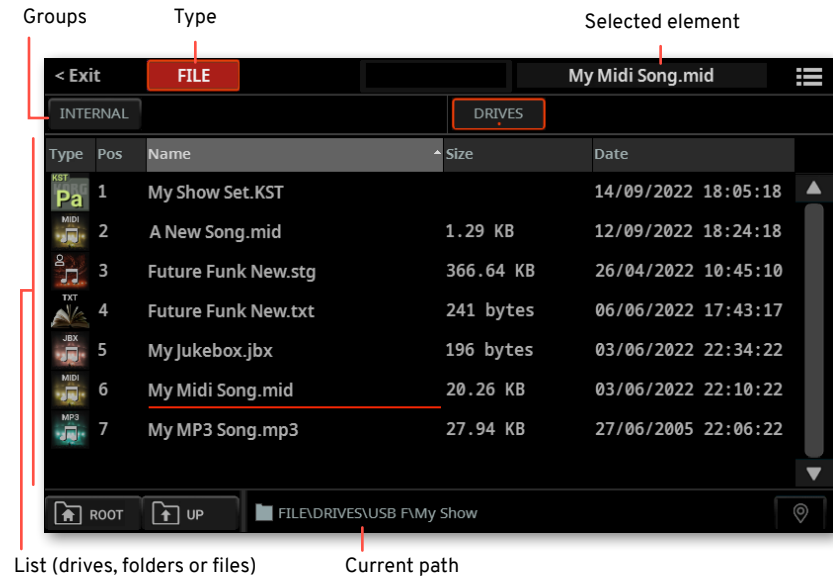 Groups Type Selected element
< Exit FILE My Midi Song.mid
INTERNAL DRIVES
Type Pos Name Size Date
KST KORG Pa 1 My Show Set.KST 14/09/2022 18:05:18
MIDI 2 A New Song.mid 1.29 KB 12/09/2022 18:24:18
3 Future Funk New.stg 366.64 KB 26/04/2022 10:45:10
TXT 4 Future Funk New.txt 241 bytes 06/06/2022 17:43:17
JBX 5 My Jukebox.jbx 196 bytes 03/06/2022 22:34:22
MIDI 6 My Midi Song.mid 20.26 KB 03/06/2022 22:10:22
MP3 7 My MP3 Song.mp3 27.94 KB 27/06/2005 22:06:22
ROOT UP FILE\DRIVES\USB F\My Show
List (drives, folders or files) Current path